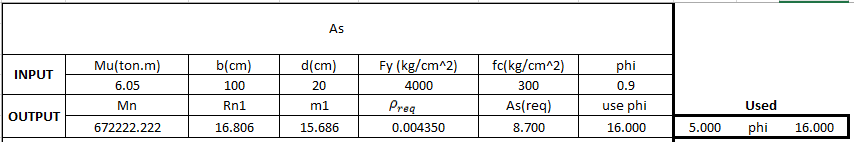 As
INPUT Mu(ton.m) b(cm) d(cm) Fy (kg/cm^2) fc(kg/cm^2) phi
6.05 100 20 4000 300 0.9
OUTPUT Mn Rn1 m1 ρreq As(req) use phi Used
672222.222 16.806 15.686 0.004350 8.700 16.000 5.000 phi 16.000